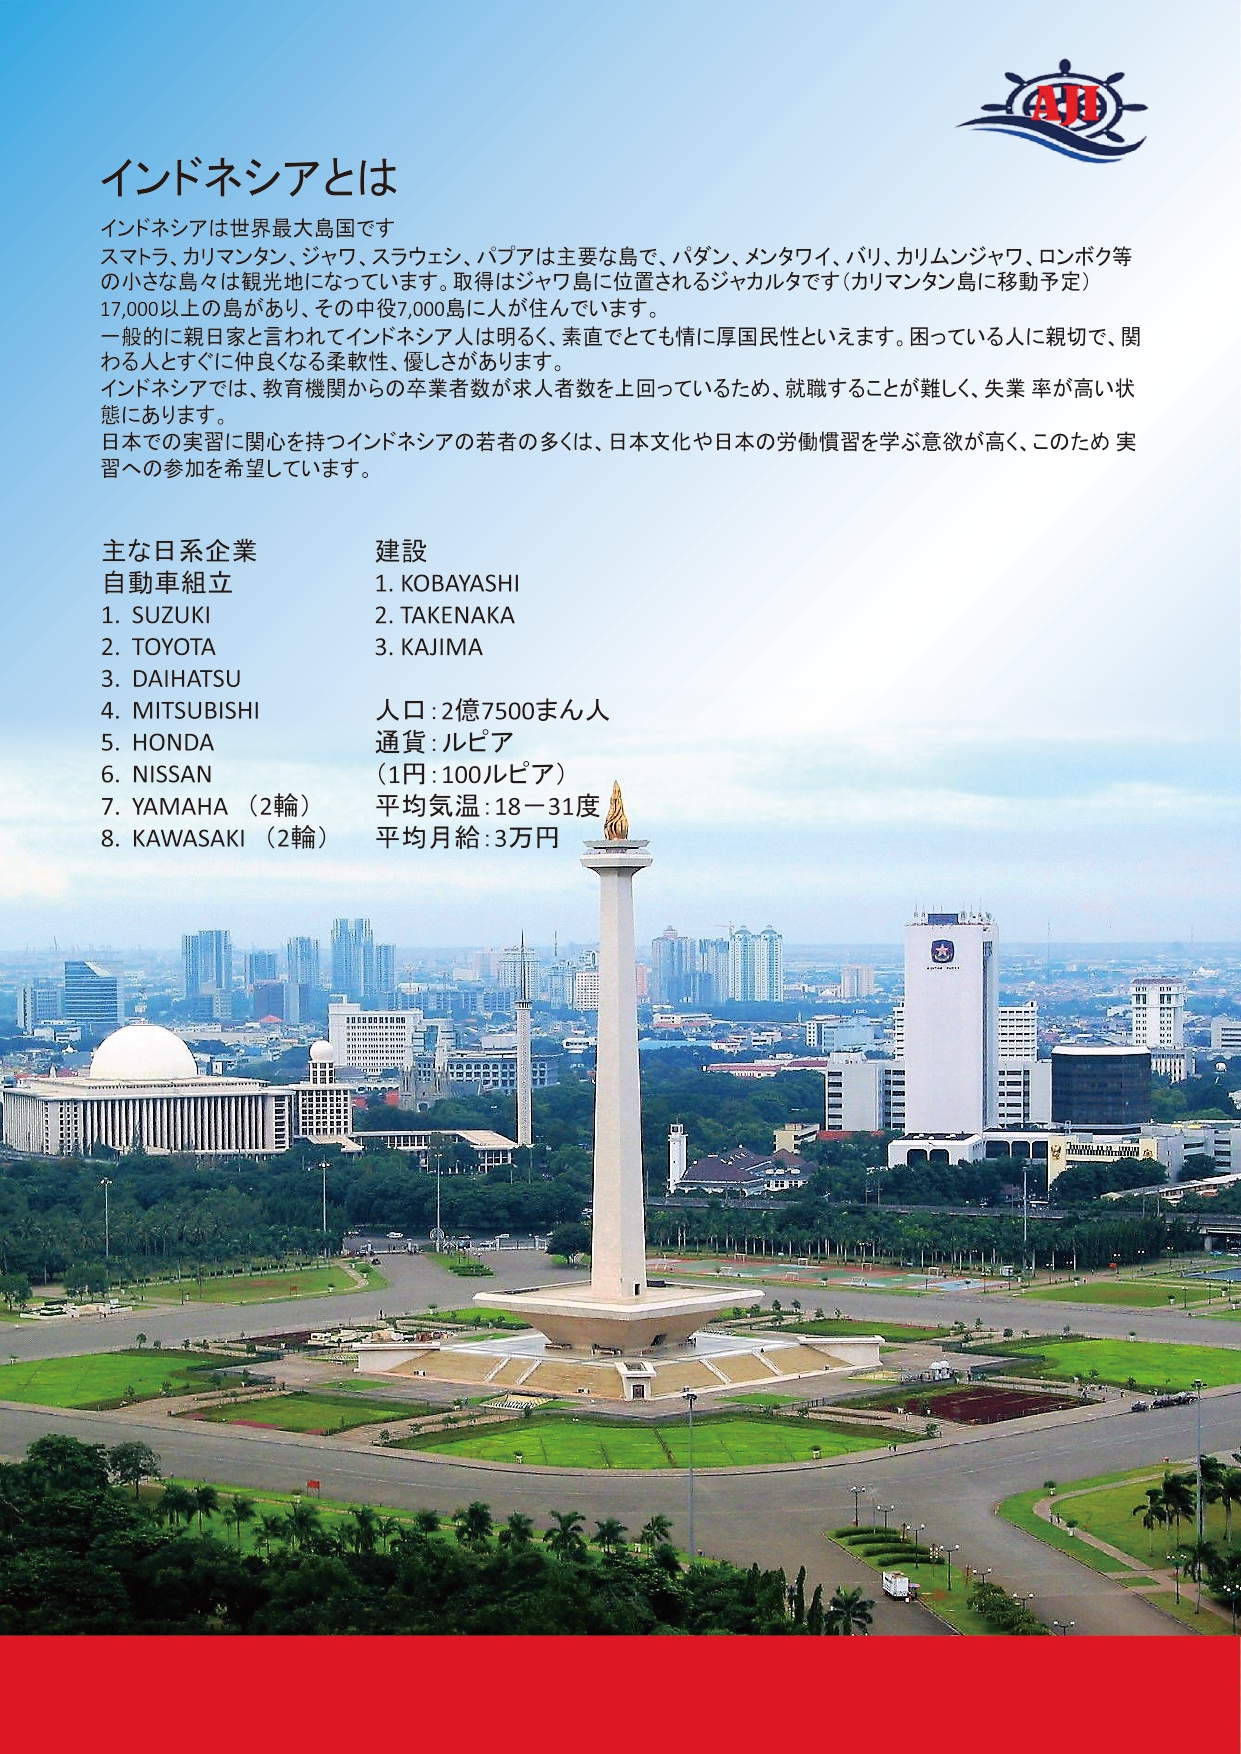 AJI
インドネシアとは
インドネシアは世界最大島国です
スマトラ、カリマンタン、ジャワ、スラウェシ、パプアは主要な島で、パダン、メンタワイ、バリ、カリムンジャワ、ロンボク等
の小さな島々は観光地になっています。取得はジャワ島に位置されるジャカルタです（カリマンタン島に移動予定）
17,000以上の島があり、その中役7,000島に人が住んでいます。
一般的に親日家と言われてインドネシア人は明るく、素直でとても情に厚国民性といえます。困っている人に親切で、関
わる人とすぐに仲良くなる柔軟性、優しさがあります。
インドネシアでは、教育機関からの卒業者数が求人者数を上回っているため、就職することが難しく、失業 率が高い状
態にあります。
日本での実習に関心を持つインドネシアの若者の多くは、日本文化や日本の労働慣習を学ぶ意欲が高く、このため 実
習への参加を希望しています。
主な日系企業
自動車組立
1. SUZUKI
2. TOYOTA
3. DAIHATSU
4. MITSUBISHI
5. HONDA
6. NISSAN
7. YAMAHA （2輪）
8. KAWASAKI （2輪）
建設
1. KOBAYASHI
2. TAKENAKA
3. KAJIMA
人口：2億7500まん人
通貨：ルピア
（1円：100ルピア）
平均気温：18－31度
平均月給：3万円